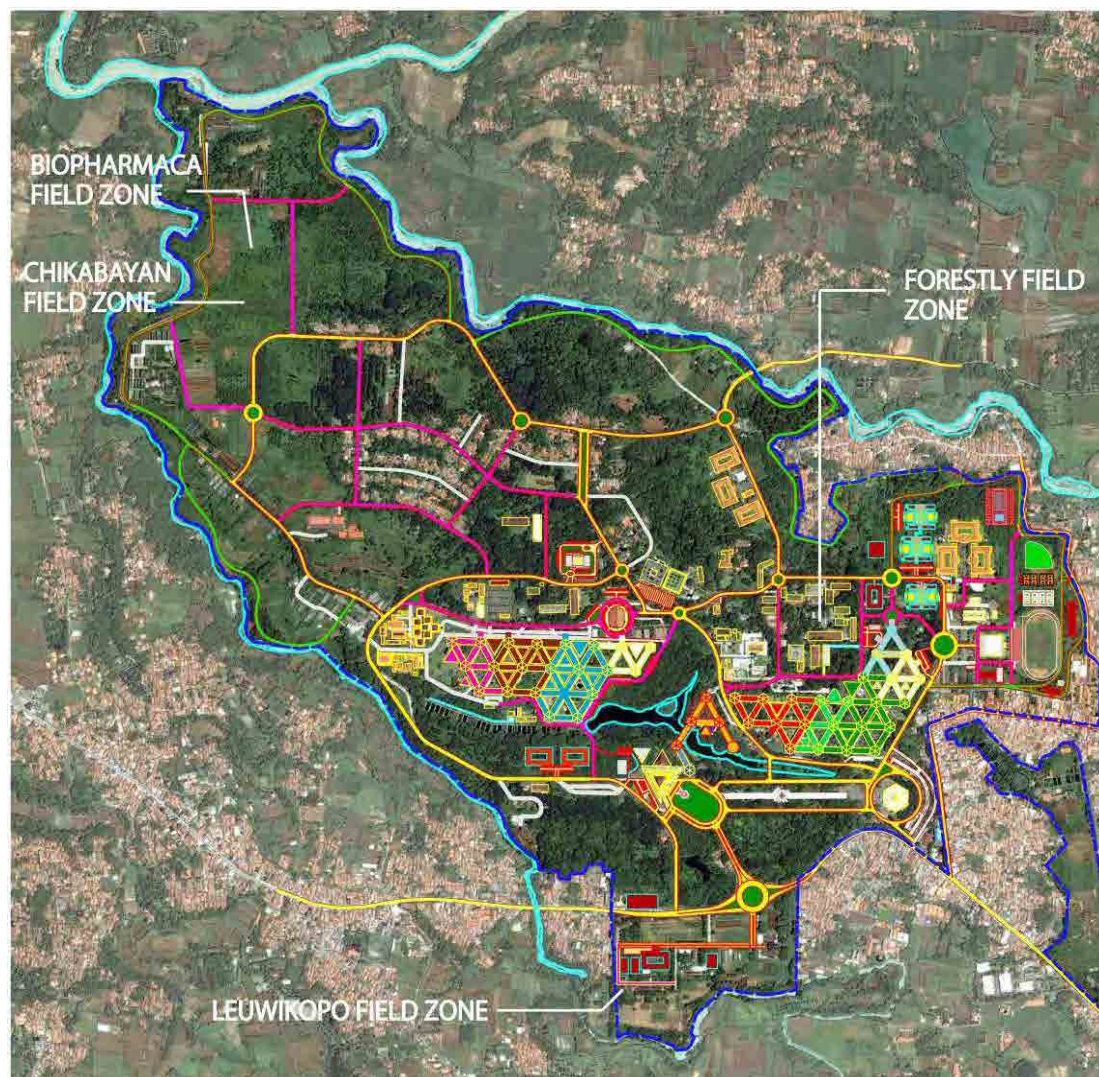 BIOPHARMACA
FIELD ZONE
CHIKABAYAN
FIELD ZONE
FORESTLY FIELD
ZONE
LEUWIKOPO FIELD ZONE